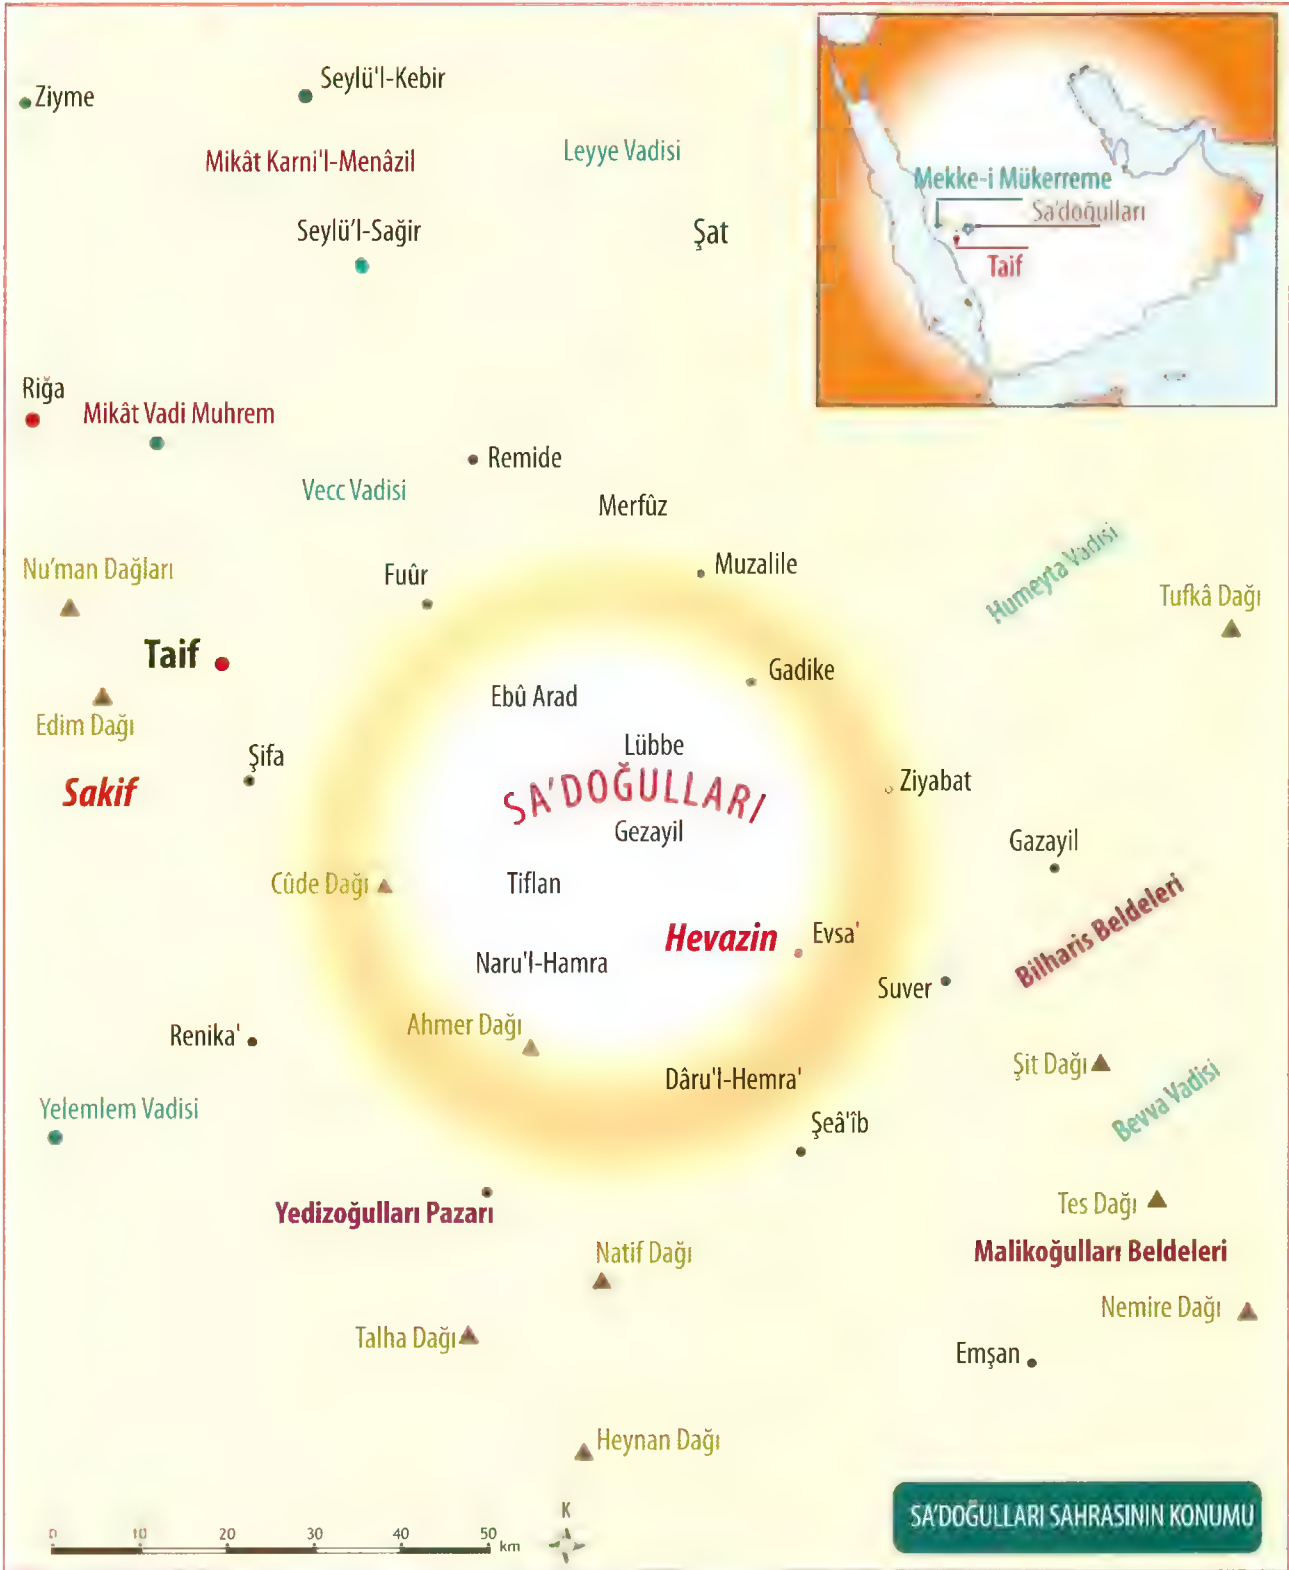 Ziyme
Seylü'l-Kebir
Mikât Karni'l-Menâzil
Leyye Vadisi
Seylü'l-Sağir
Şat
Mekke-i Mükerreme
Sa'doğulları
Taif
Riğa
Mikât Vadi Muhrem
Remide
Vecc Vadisi
Merfûz
Nu'man Dağları
Fuûr
Muzalile
Humeyta Vadisi
Tufkâ Dağı
Taif
Gadike
Ebû Arad
Edim Dağı
Lübbe
Şifa
Sakif
SA'DOĞULLARI
Ziyabat
Gezayil
Gazayil
Cûde Dağı
Tiflan
Hevazin
Evsa'
Bilharis Beldeleri
Naru'l-Hamra
Suver
Ahmer Dağı
Renika'
Dâru'l-Hemra'
Şit Dağı
Yelemlem Vadisi
Şeâ'îb
Bevva Vadisi
Yedizoğulları Pazarı
Tes Dağı
Natif Dağı
Malikoğulları Beldeleri
Nemire Dağı
Talha Dağı
Emşan
Heynan Dağı
K
0 10 20 30 40 50
km
SA'DOĞULLARI SAHRASININ KONUMU